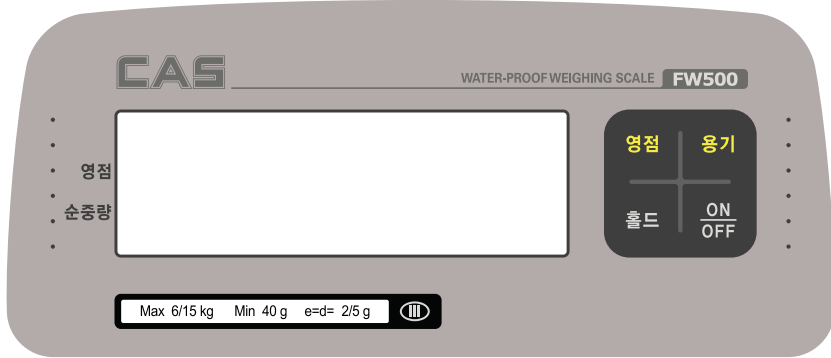 CAS
WATER-PROOF WEIGHING SCALE FW500
영점 용기
영점
순중량
홀드 ON
OFF
Max 6/15 kg Min 40 g e=d= 2/5 g III